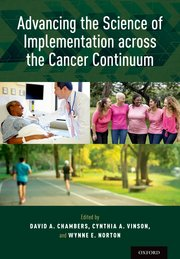 Advancing the Science of
Implementation across
the Cancer Continuum
Edited by
DAVID A. CHAMBERS, CYNTHIA A. VINSON,
and WYNNE E. NORTON
OXFORD